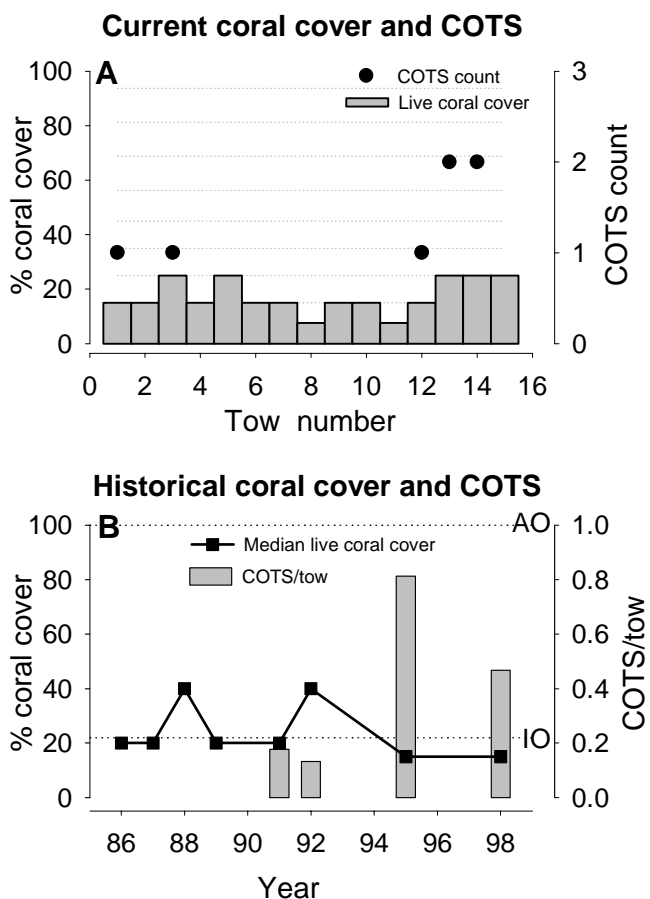 Current coral cover and COTS
A
COTS count
Live coral cover
% coral cover
100
80
60
40
20
0
COTS count
3
2
1
0
0 2 4 6 8 10 12 14 16
Tow number
Historical coral cover and COTS
B
AO
Median live coral cover
COTS/tow
IO
% coral cover
100
80
60
40
20
0
COTS/tow
1.0
0.8
0.6
0.4
0.2
0.0
86 88 90 92 94 96 98
Year